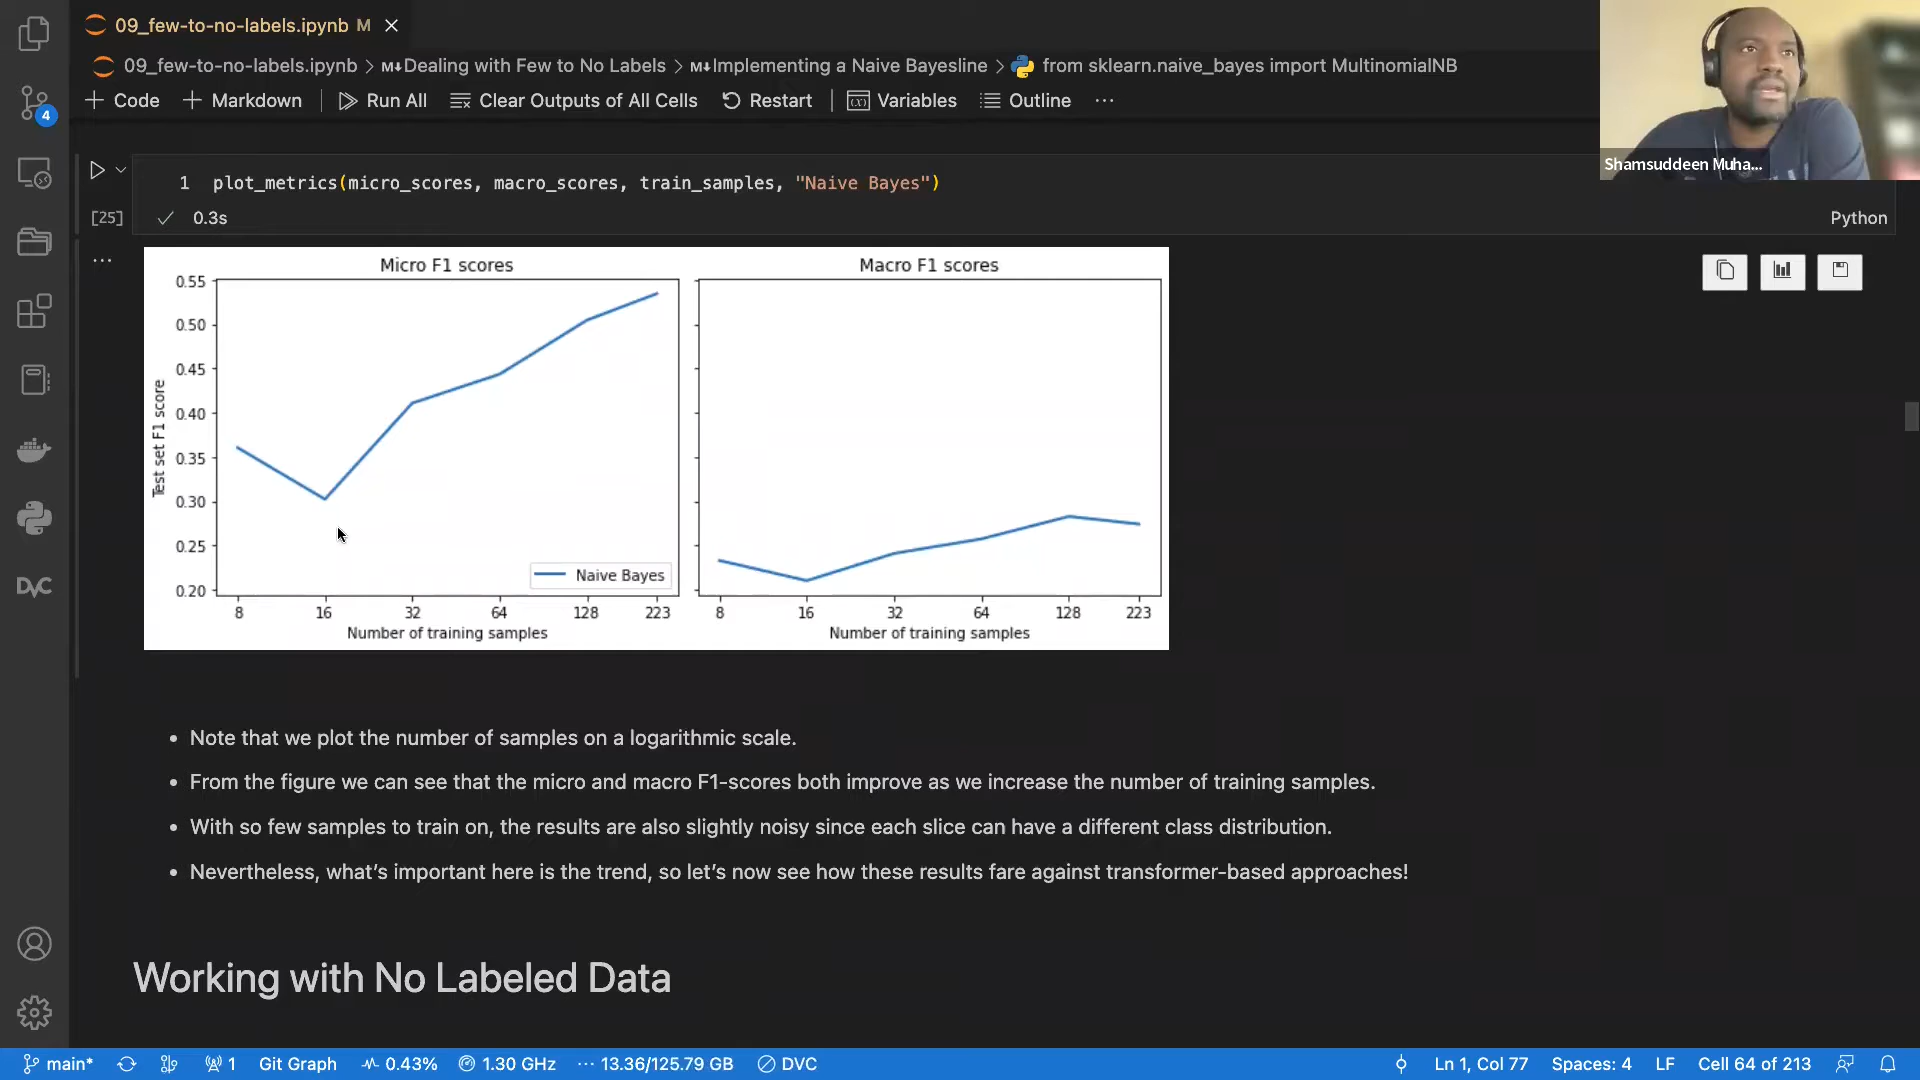 09_few-to-no-labels.ipynb M
09_few-to-no-labels.ipynb > M↓Dealing with Few to No Labels > M↓Implementing a Naive Bayesline > from sklearn.naive_bayes import MultinomialNB
+ Code + Markdown Run All Clear Outputs of All Cells Restart Variables Outline ...
Shamsuddeen Muha...
4
1 plot_metrics(micro_scores, macro_scores, train_samples, "Naive Bayes")
[25] 0.3s Python
Micro F1 scores
Macro F1 scores
Test set F1 score
0.55
0.50
0.45
0.40
0.35
0.30
0.25
0.20
Naive Bayes
8 16 32 64 128 223
8 16 32 64 128 223
Number of training samples
Number of training samples
DVC
• Note that we plot the number of samples on a logarithmic scale.
• From the figure we can see that the micro and macro F1-scores both improve as we increase the number of training samples.
• With so few samples to train on, the results are also slightly noisy since each slice can have a different class distribution.
• Nevertheless, what's important here is the trend, so let's now see how these results fare against transformer-based approaches!
Working with No Labeled Data
main* 1 Git Graph 0.43% 1.30 GHz ··· 13.36/125.79 GB DVC Ln 1, Col 77 Spaces: 4 LF Cell 64 of 213